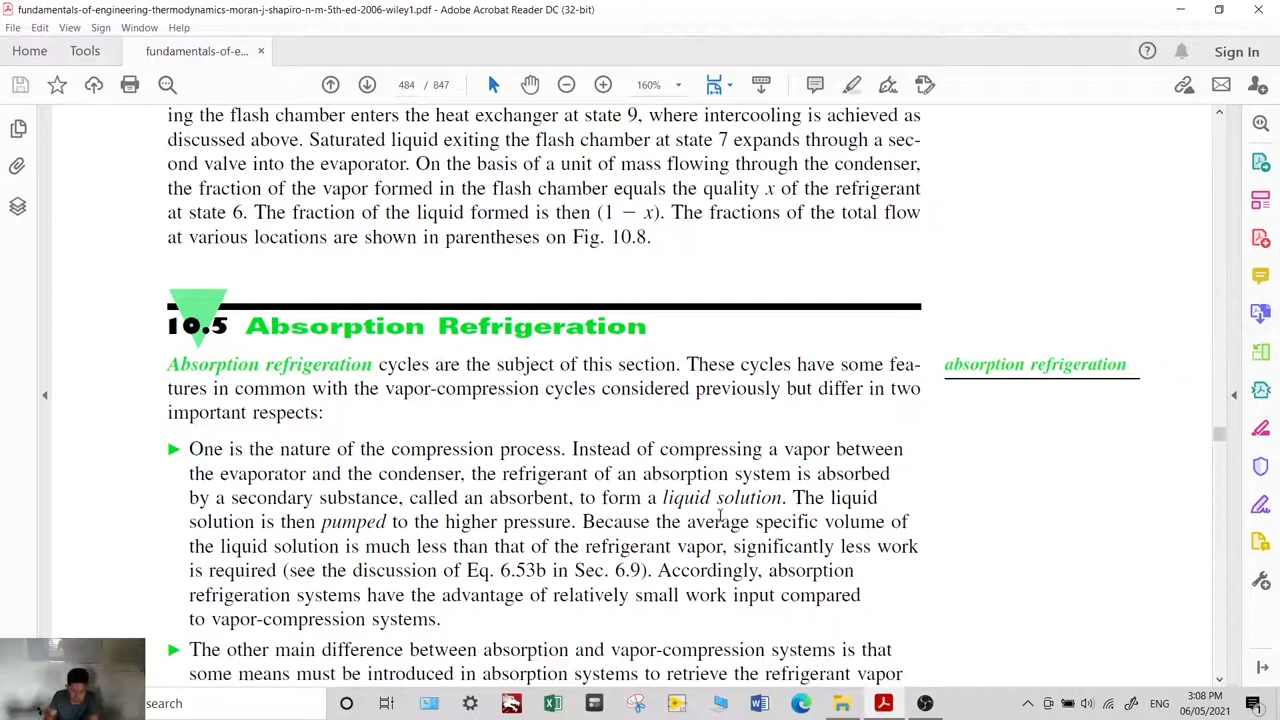 fundamentals-of-engineering-thermodynamics-moran-j-shapiro-n-m-5th-ed-2006-wiley1.pdf - Adobe Acrobat Reader DC (32-bit)
File Edit View Sign Window Help
Home Tools fundamentals-of-e... × Sign In
484 / 847 160%
ing the flash chamber enters the heat exchanger at state 9, where intercooling is achieved as
discussed above. Saturated liquid exiting the flash chamber at state 7 expands through a sec-
ond valve into the evaporator. On the basis of a unit of mass flowing through the condenser,
the fraction of the vapor formed in the flash chamber equals the quality x of the refrigerant
at state 6. The fraction of the liquid formed is then (1 − x). The fractions of the total flow
at various locations are shown in parentheses on Fig. 10.8.
10.5 Absorption Refrigeration
Absorption refrigeration cycles are the subject of this section. These cycles have some fea-
absorption refrigeration
tures in common with the vapor-compression cycles considered previously but differ in two
important respects:
► One is the nature of the compression process. Instead of compressing a vapor between
the evaporator and the condenser, the refrigerant of an absorption system is absorbed
by a secondary substance, called an absorbent, to form a liquid solution. The liquid
solution is then pumped to the higher pressure. Because the average specific volume of
the liquid solution is much less than that of the refrigerant vapor, significantly less work
is required (see the discussion of Eq. 6.53b in Sec. 6.9). Accordingly, absorption
refrigeration systems have the advantage of relatively small work input compared
to vapor-compression systems.
► The other main difference between absorption and vapor-compression systems is that
some means must be introduced in absorption systems to retrieve the refrigerant vapor
search
ENG
3:08 PM
06/05/2021